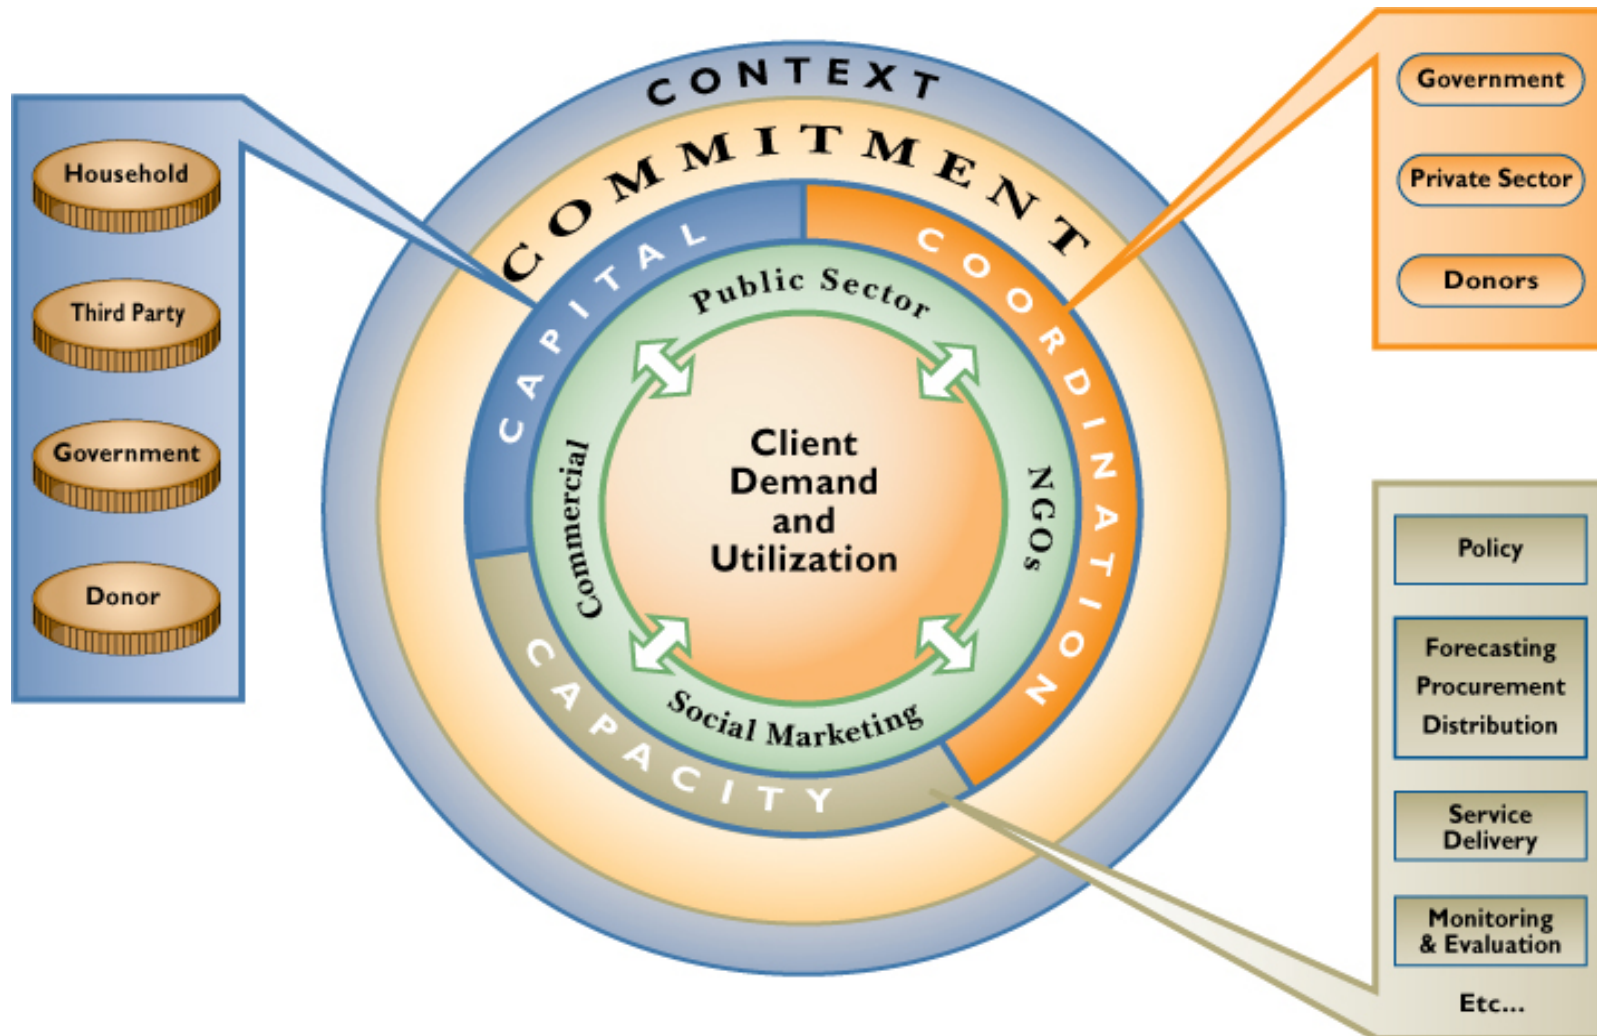 CONTEXT
COMMITMENT
CAPITAL
COORDINATION
CAPACITY
Public Sector
NGOs
Social Marketing
Commercial
Client
Demand
and
Utilization
Household
Third Party
Government
Donor
Government
Private Sector
Donors
Policy
Forecasting
Procurement
Distribution
Service
Delivery
Monitoring
& Evaluation
Etc...